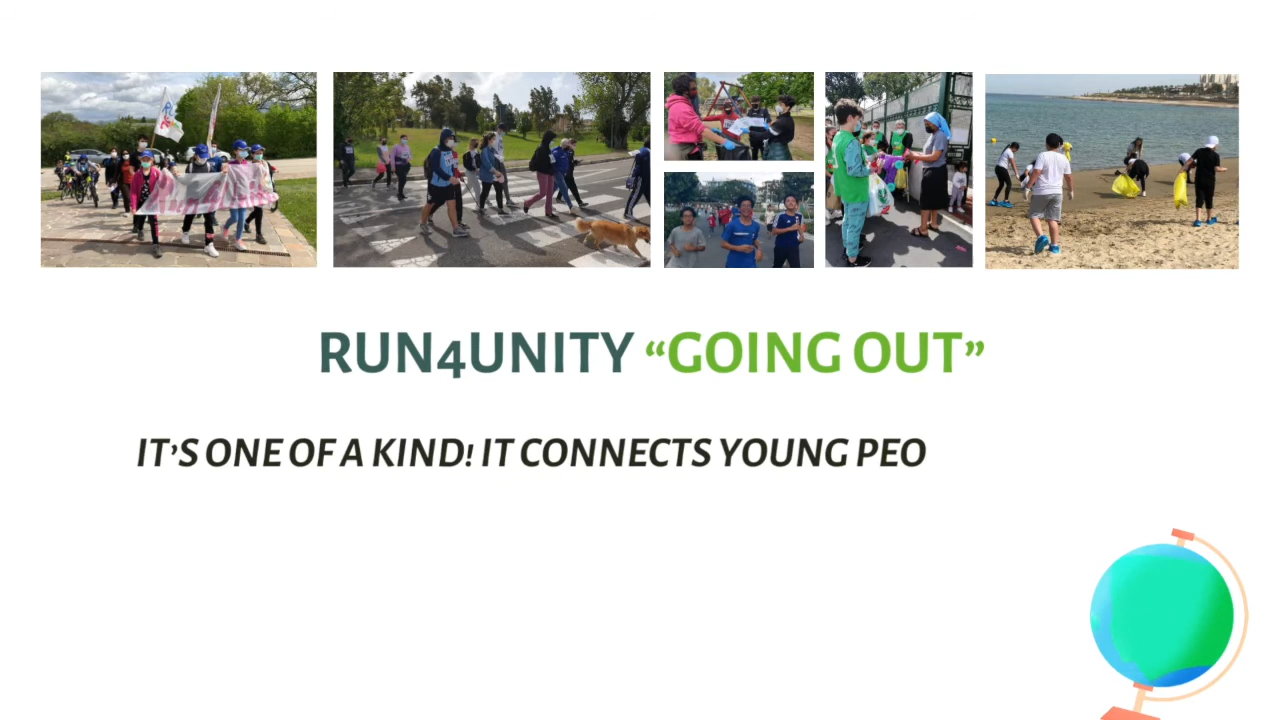 RUN4UNITY “GOING OUT”
IT’S ONE OF A KIND! IT CONNECTS YOUNG PEO